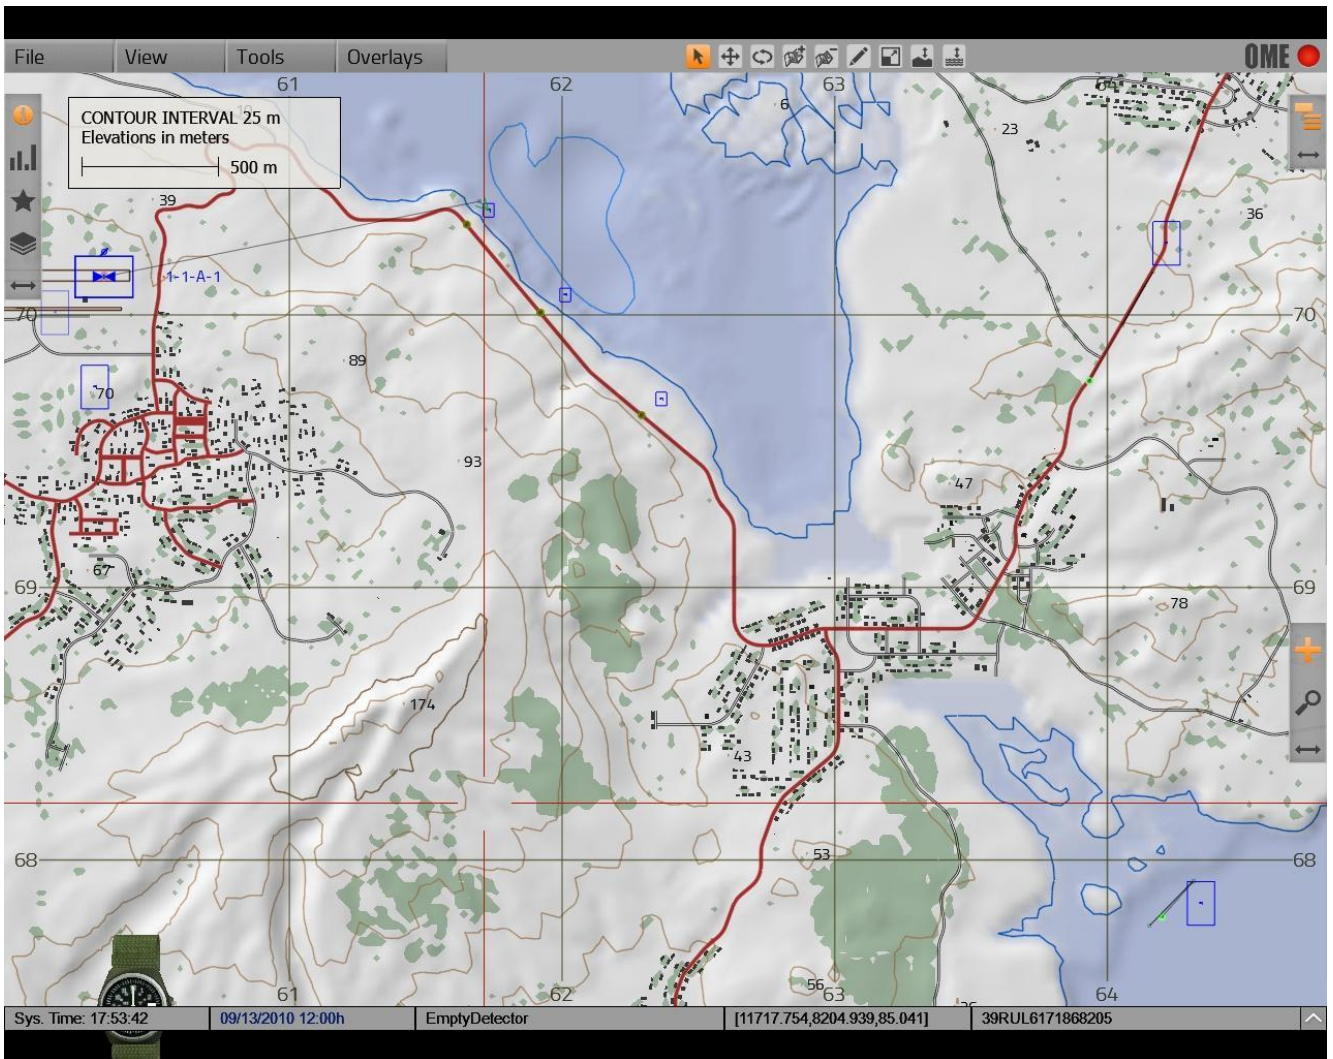 File View Tools Overlays OME
61 62 63 64
CONTOUR INTERVAL 25 m
Elevations in meters
500 m
6
23
39
36
1-1-A-1
70 70
89
70
93
47
67
69 69
78
174
43
53
68 68
56
61 62 63 64
Sys. Time: 17:53:42 09/13/2010 12:00h EmptyDetector [11717.754,8204.939,85.041] 39RUL6171868205